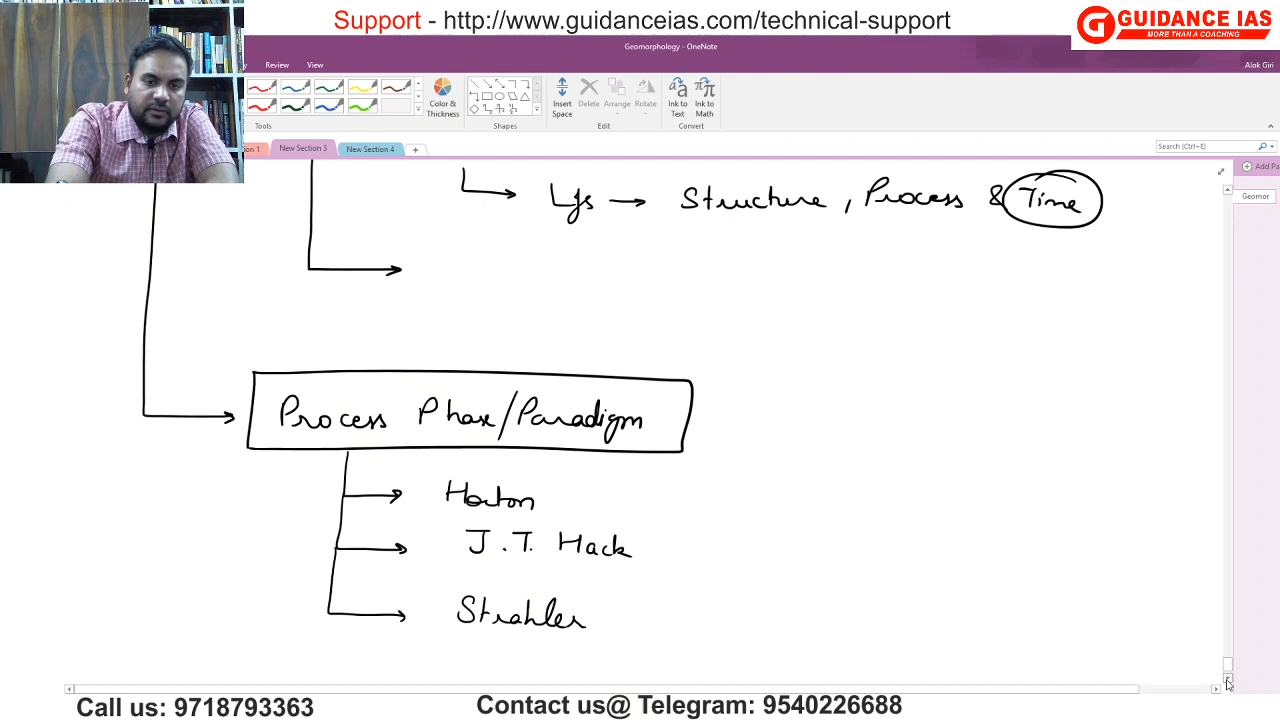 Support - http://www.guidanceias.com/technical-support
GUIDANCE IAS
MORE THAN A COACHING
Geomorphology - OneNote
Alok Giri
Review View
Color & Thickness
Insert Space
Delete
Arrange
Rotate
Ink to Text
Ink to Math
Tools
Shapes
Edit
Convert
New Section 3
New Section 4
Search (Ctrl+E)
Add Pa
Geomor
Lfs → Structure, Process & Time
Process Phase/Paradigm
Horton
J.T. Hack
Strahler
Call us: 9718793363
Contact us@ Telegram: 9540226688